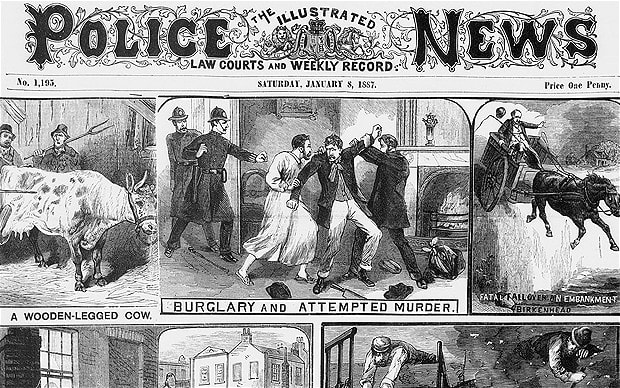 THE ILLUSTRATED
POLICE NEWS
LAW COURTS AND WEEKLY RECORD.
No. 1,195.
SATURDAY, JANUARY 8, 1887.
Price One Penny.
A WOODEN-LEGGED COW.
BURGLARY AND ATTEMPTED MURDER.
FATAL FALL OVER AN EMBANKMENT
BIRKENHEAD